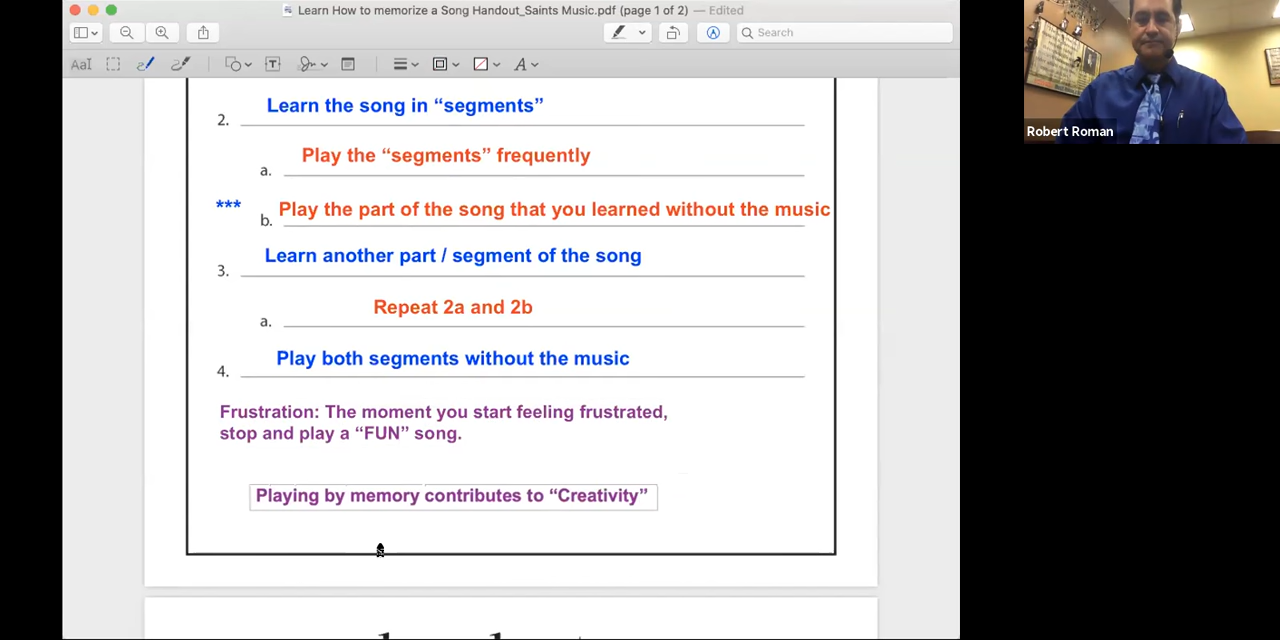 Learn How to memorize a Song Handout_Saints Music.pdf (page 1 of 2) — Edited
Search
AaI
T
A
2. Learn the song in “segments”
a. Play the “segments” frequently
*** b. Play the part of the song that you learned without the music
3. Learn another part / segment of the song
a. Repeat 2a and 2b
4. Play both segments without the music
Frustration: The moment you start feeling frustrated,
stop and play a “FUN” song.
Playing by memory contributes to “Creativity”
Robert Roman